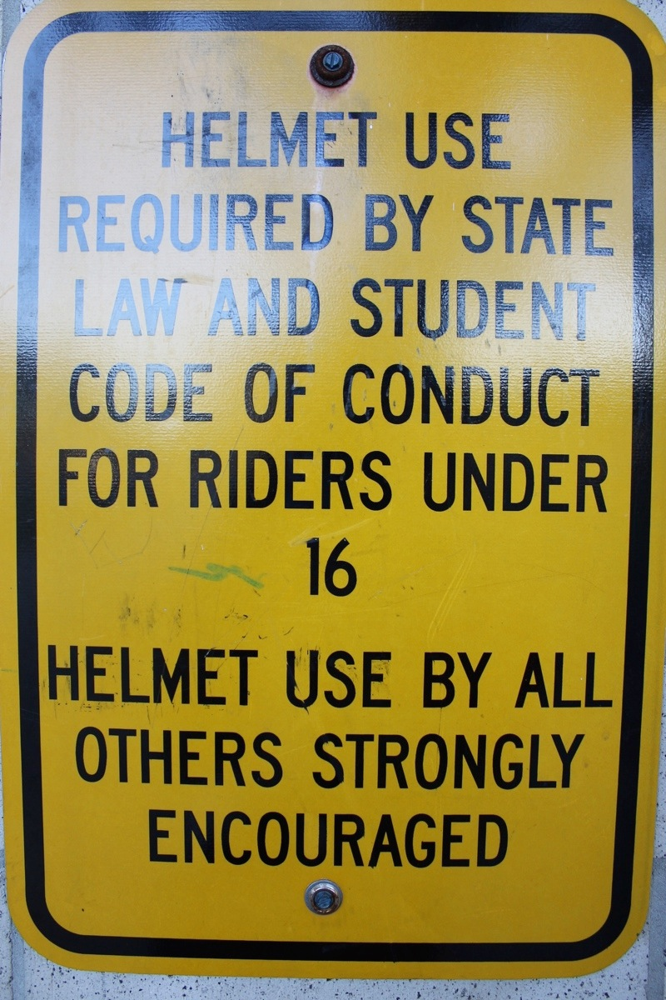 HELMET USE
REQUIRED BY STATE
LAW AND STUDENT
CODE OF CONDUCT
FOR RIDERS UNDER
16
HELMET USE BY ALL
OTHERS STRONGLY
ENCOURAGED